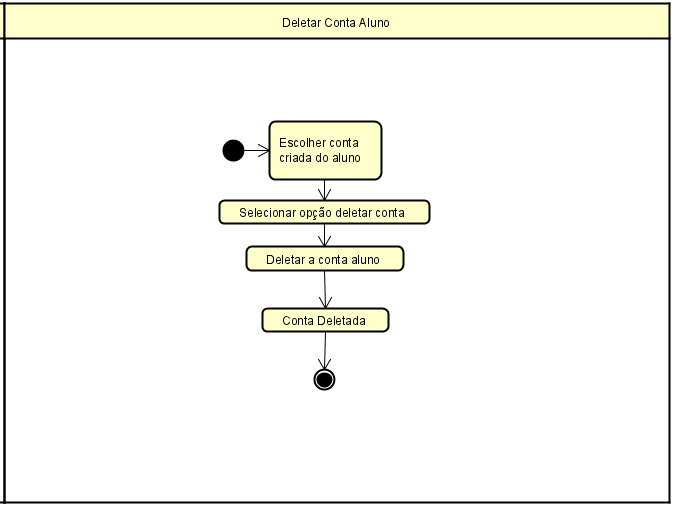 Deletar Conta Aluno
Escolher conta
criada do aluno
Selecionar opção deletar conta
Deletar a conta aluno
Conta Deletada